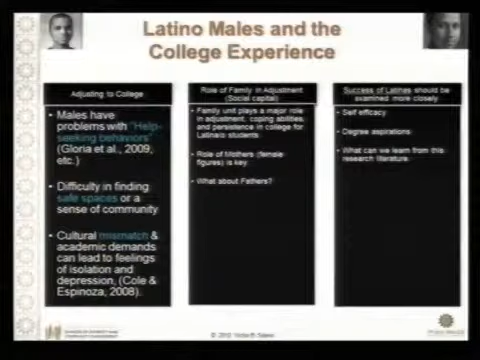 Latino Males and the
College Experience
Adjusting to College
• Males have
problems with "Help-
seeking behaviors"
(Gloria et al., 2009,
etc.)
• Difficulty in finding
safe spaces or a
sense of community
• Cultural mismatch &
academic demands
can lead to feelings
of isolation and
depression, (Cole &
Espinoza, 2008).
Role of Family in Adjustment
(Social capital)
• Family unit plays a major role
in adjustment, coping abilities,
and persistence in college for
Latina/o students
• Role of Mothers (female
figures) is key.
• What about Fathers?
Success of Latinas should be
examined more closely
• Self efficacy
• Degree aspirations
• What can we learn from this
research literature.
© 2012